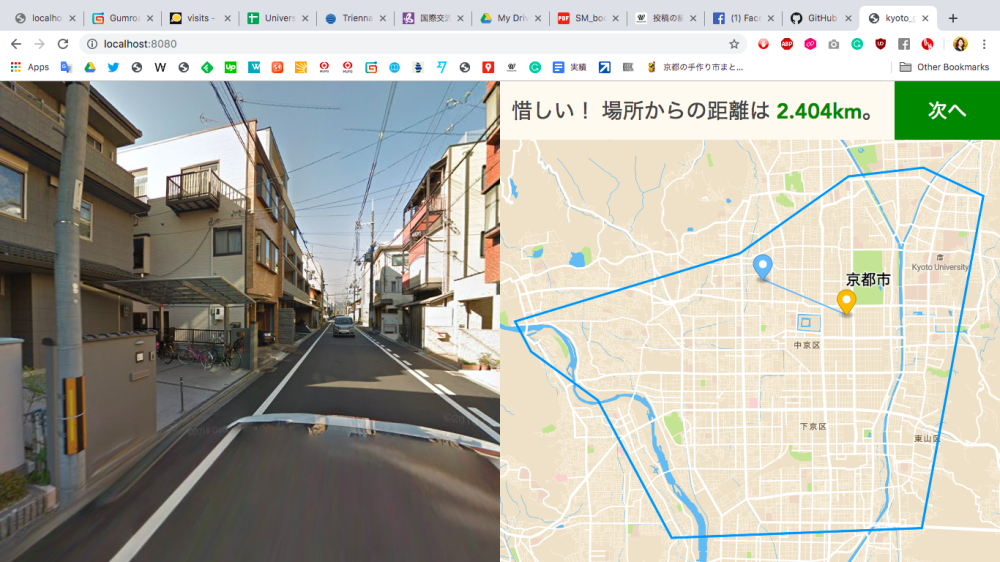 localho
Gumroa
visits -
Univers
Trienna
国際交流
My Driv
SM_boo
投稿の編
(1) Face
GitHub
kyoto_g
localhost:8080
Apps
実績
京都の手作り市まと...
Other Bookmarks
惜しい！ 場所からの距離は 2.404km。
次へ
Kyoto University
京都市
中京区
下京区
東山区